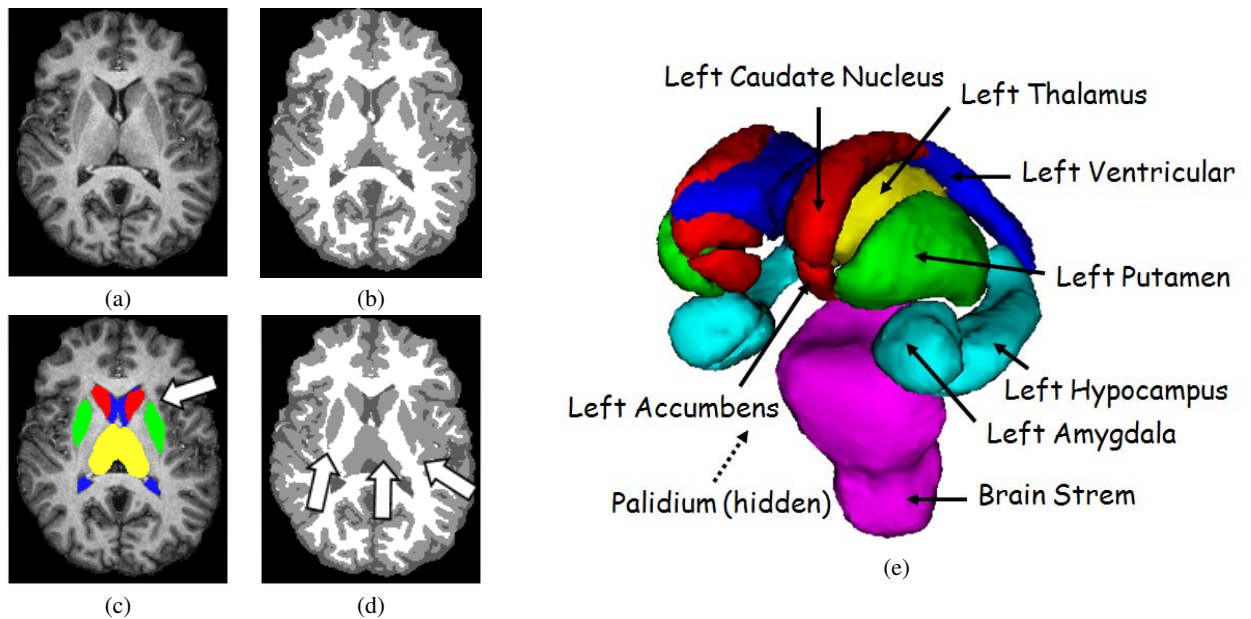 (a)
(b)
(c)
(d)
Left Caudate Nucleus
Left Thalamus
Left Ventricular
Left Putamen
Left Hypocampus
Left Accumbens
Left Amygdala
Palidium (hidden)
Brain Strem
(e)